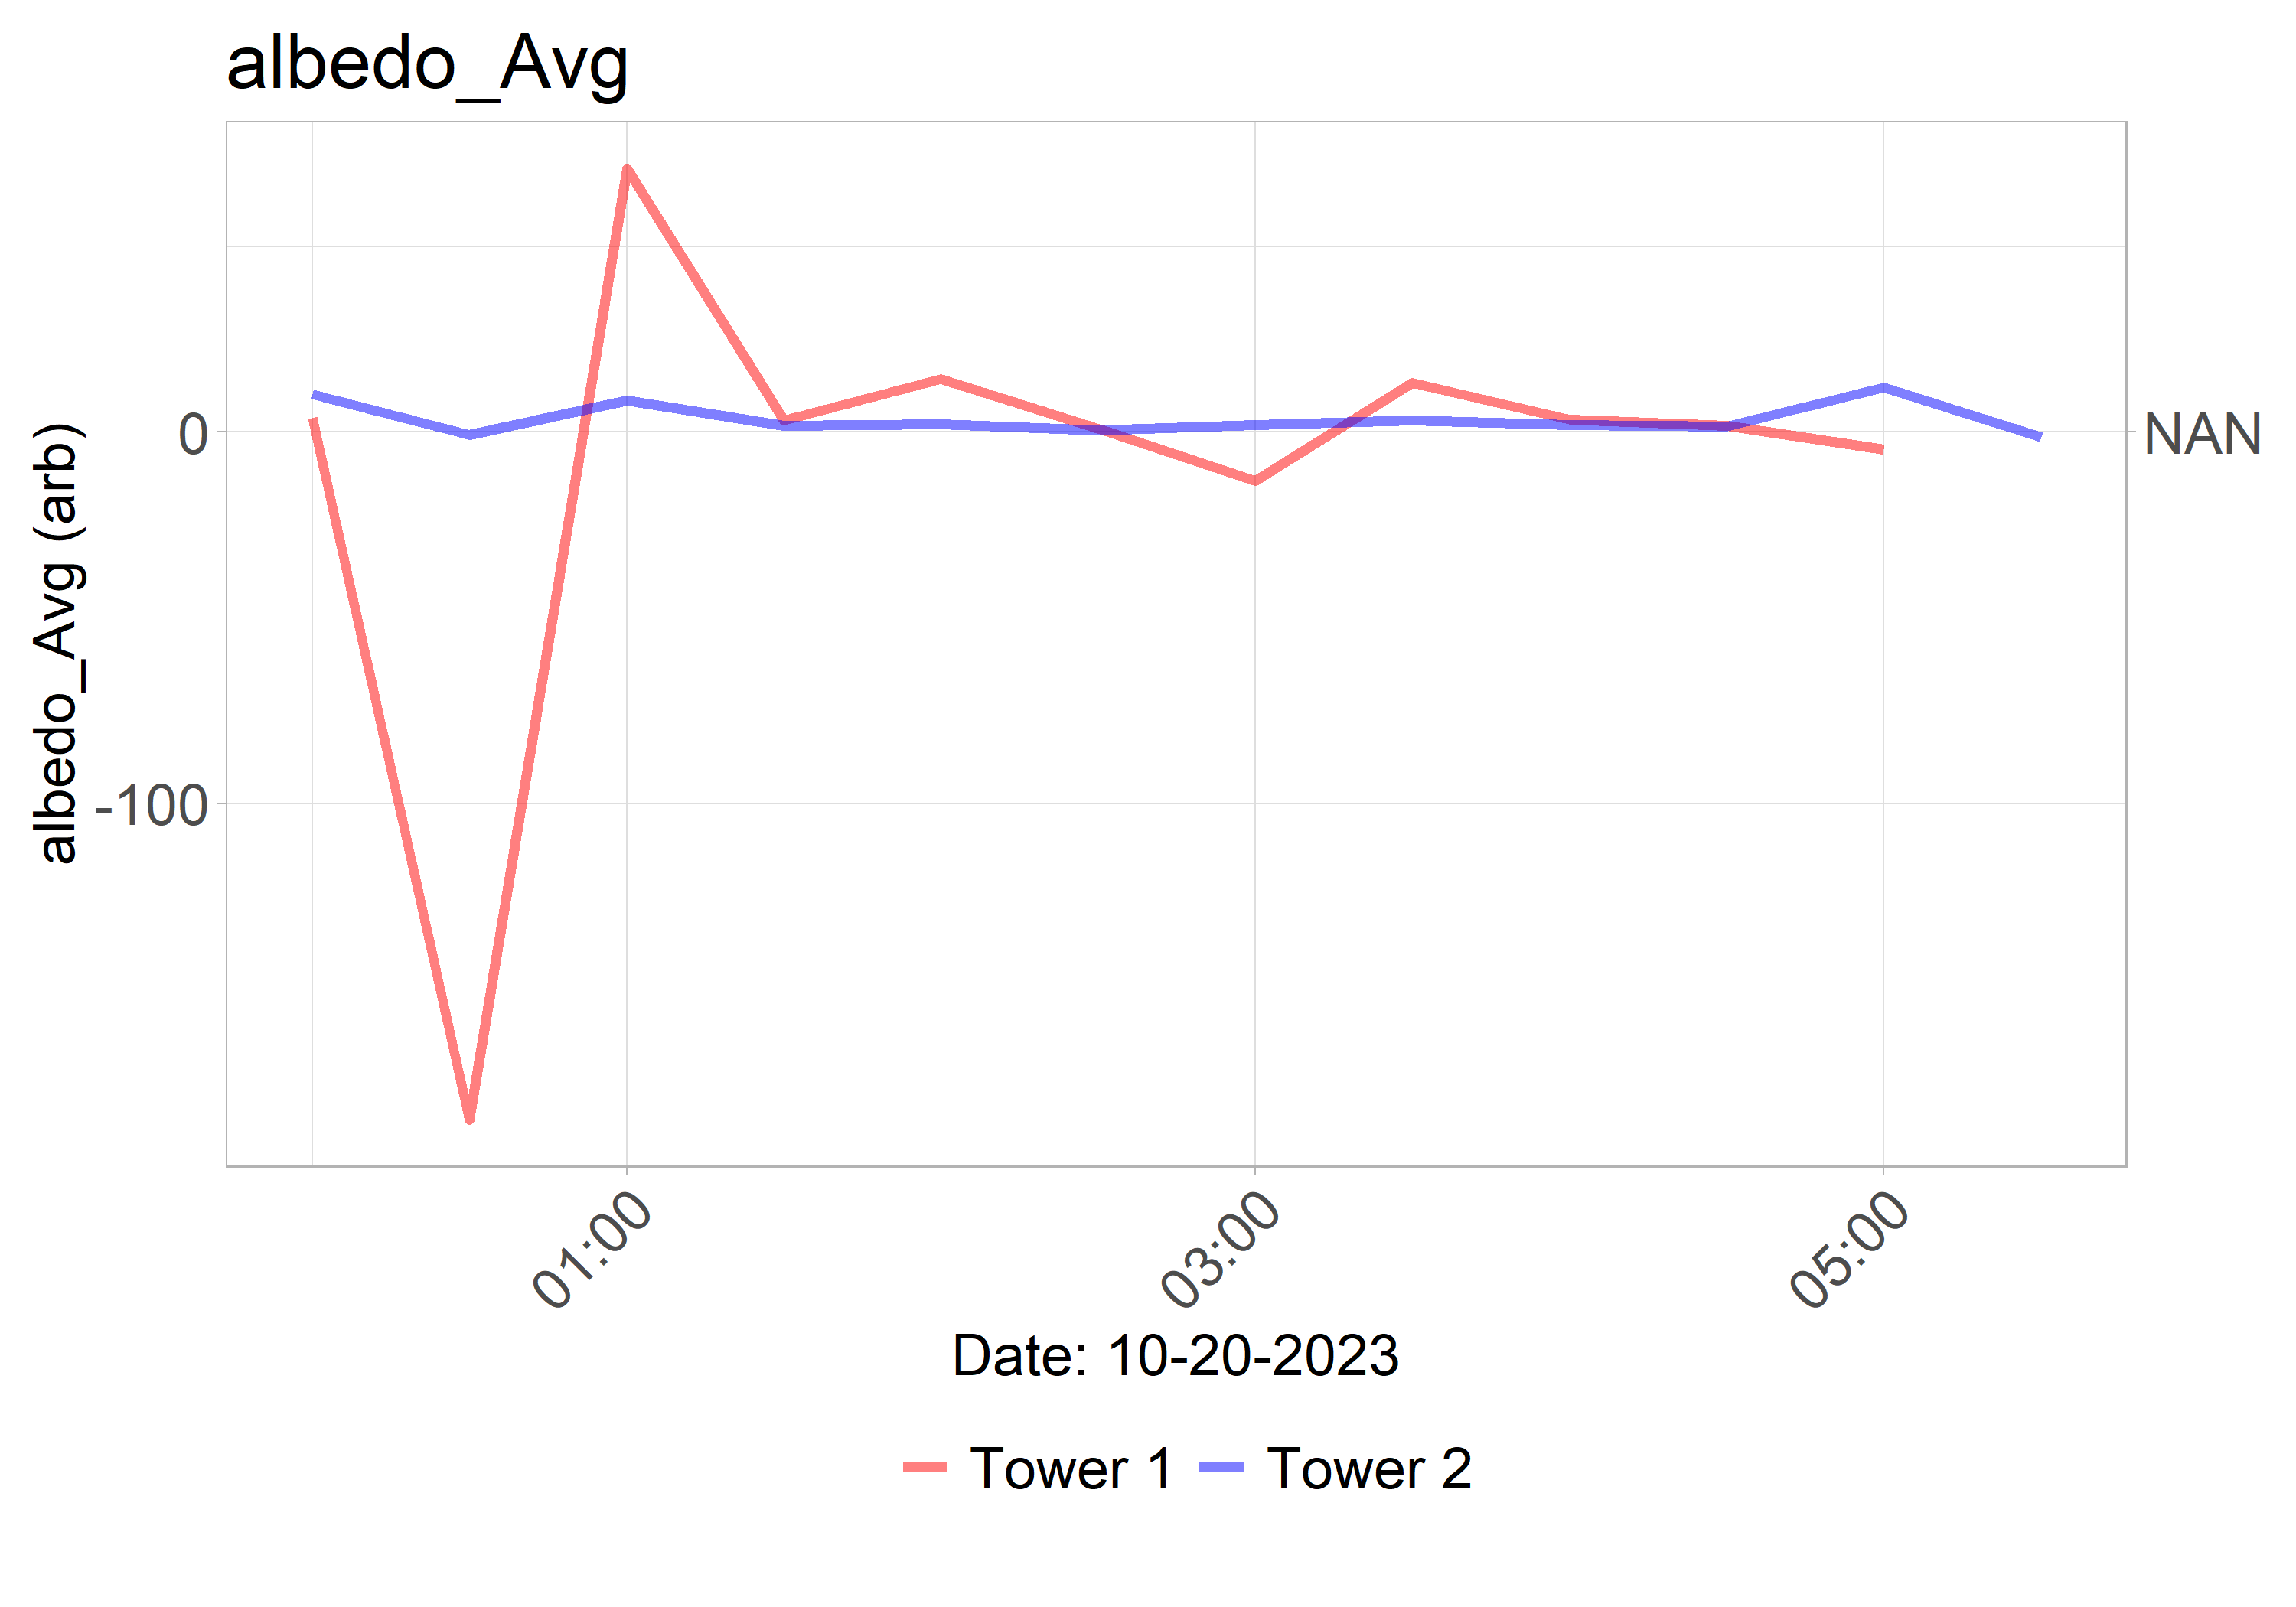 albedo_Avg
albedo_Avg (arb)
0
-100
NAN
01:00
03:00
05:00
Date: 10-20-2023
Tower 1
Tower 2